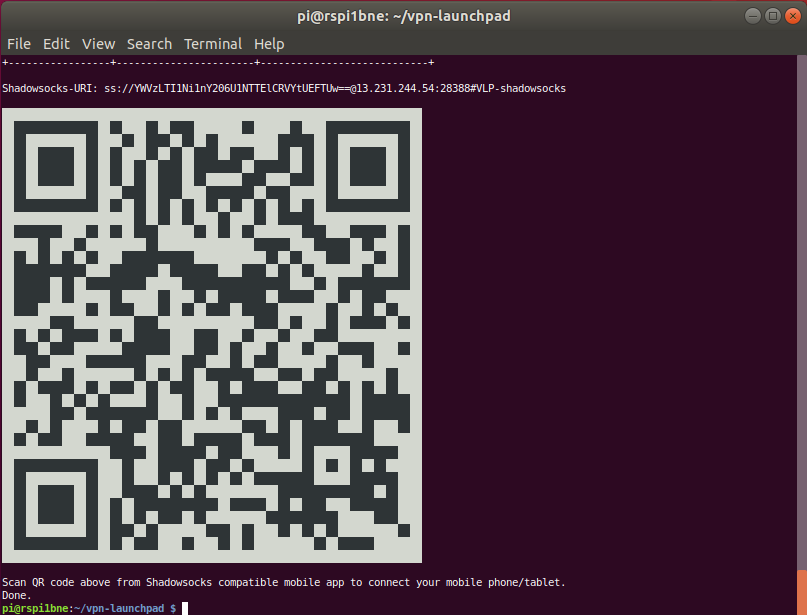 pi@rspi1bne: ~/vpn-launchpad
File Edit View Search Terminal Help
+-----------------+-----------------------+----------------------------+
Shadowsocks-URI: ss://YWVzLTI1Ni1nY206U1NTTElCRVYtUEFTUw==@13.231.244.54:28388#VLP-shadowsocks
Scan QR code above from Shadowsocks compatible mobile app to connect your mobile phone/tablet.
Done.
pi@rspi1bne:~/vpn-launchpad $